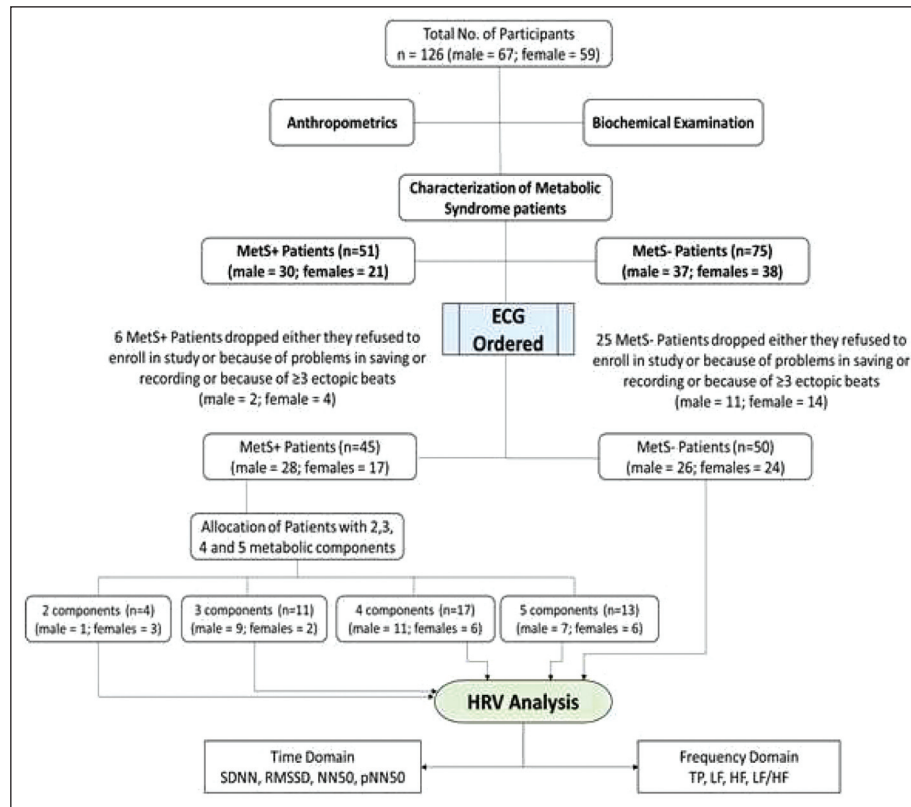 Total No. of Participants
n = 126 (male = 67; female = 59)
Anthropometrics
Biochemical Examination
Characterization of Metabolic
Syndrome patients
MetS+ Patients (n=51)
(male = 30; females = 21)
MetS- Patients (n=75)
(male = 37; females = 38)
ECG
Ordered
6 MetS+ Patients dropped either they refused to
enroll in study or because of problems in saving or
recording or because of ≥3 ectopic beats
(male = 2; female = 4)
25 MetS- Patients dropped either they refused to
enroll in study or because of problems in saving
or recording or because of ≥3 ectopic beats
(male = 11; female = 14)
MetS+ Patients (n=45)
(male = 28; females = 17)
MetS- Patients (n=50)
(male = 26; females = 24)
Allocation of Patients with 2,3,
4 and 5 metabolic components
2 components (n=4)
(male = 1; females = 3)
3 components (n=11)
(male = 9; females = 2)
4 components (n=17)
(male = 11; females = 6)
5 components (n=13)
(male = 7; females = 6)
HRV Analysis
Time Domain
SDNN, RMSSD, NN50, pNN50
Frequency Domain
TP, LF, HF, LF/HF